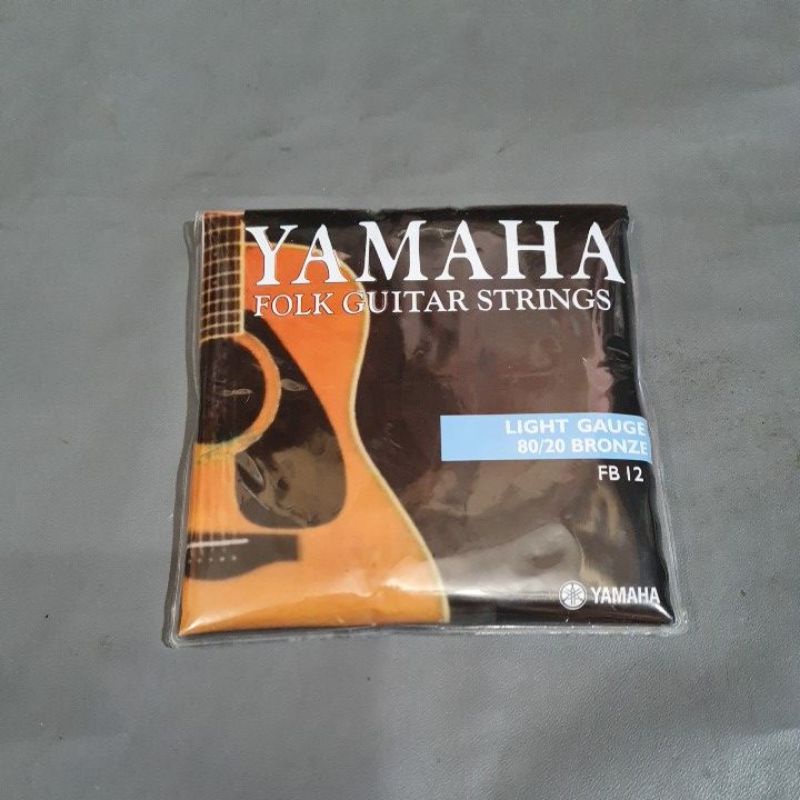 YAMAHA
FOLK GUITAR STRINGS
LIGHT GAUGE
80/20 BRONZE
FB 12
YAMAHA